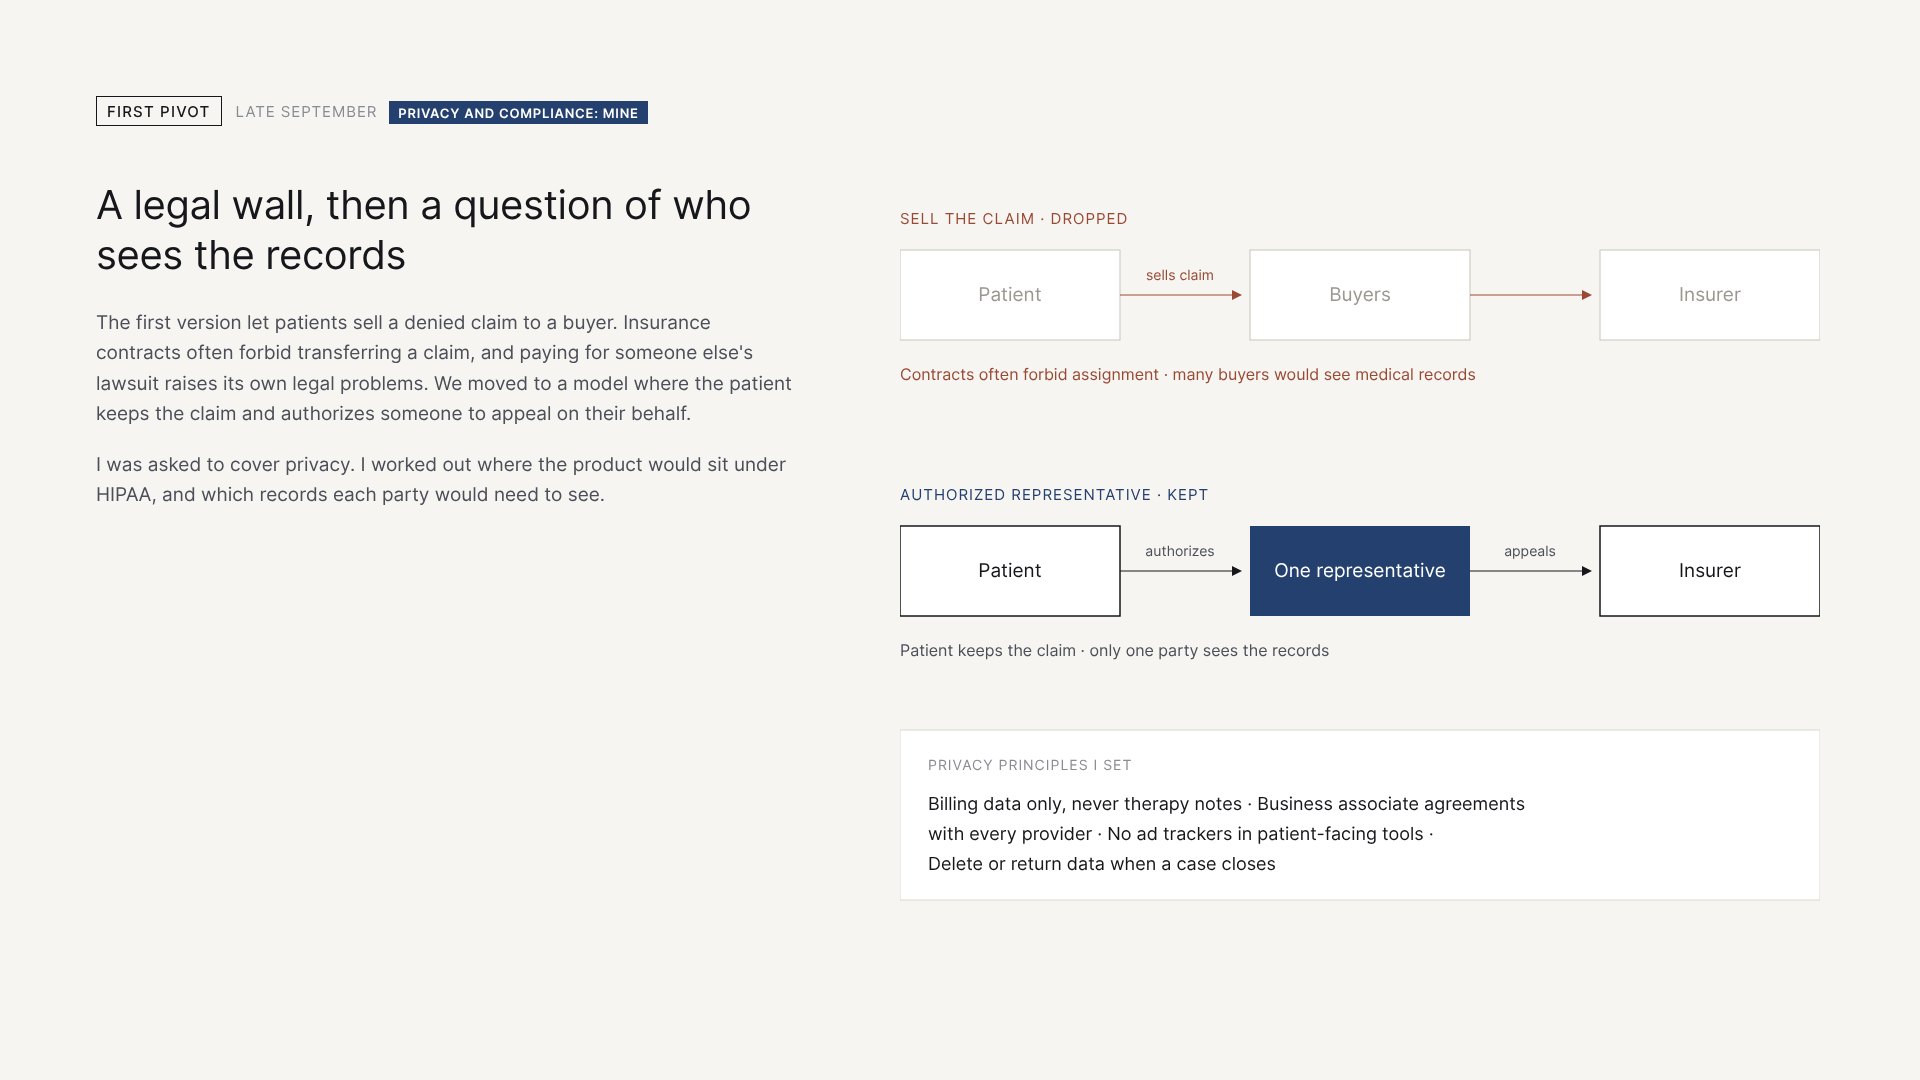 FIRST PIVOT LATE SEPTEMBER PRIVACY AND COMPLIANCE: MINE
A legal wall, then a question of who
sees the records
The first version let patients sell a denied claim to a buyer. Insurance
contracts often forbid transferring a claim, and paying for someone else's
lawsuit raises its own legal problems. We moved to a model where the patient
keeps the claim and authorizes someone to appeal on their behalf.
I was asked to cover privacy. I worked out where the product would sit under
HIPAA, and which records each party would need to see.
SELL THE CLAIM · DROPPED
Patient
sells claim
Buyers
Insurer
Contracts often forbid assignment · many buyers would see medical records
AUTHORIZED REPRESENTATIVE · KEPT
Patient
authorizes
One representative
appeals
Insurer
Patient keeps the claim · only one party sees the records
PRIVACY PRINCIPLES I SET
Billing data only, never therapy notes · Business associate agreements
with every provider · No ad trackers in patient-facing tools ·
Delete or return data when a case closes